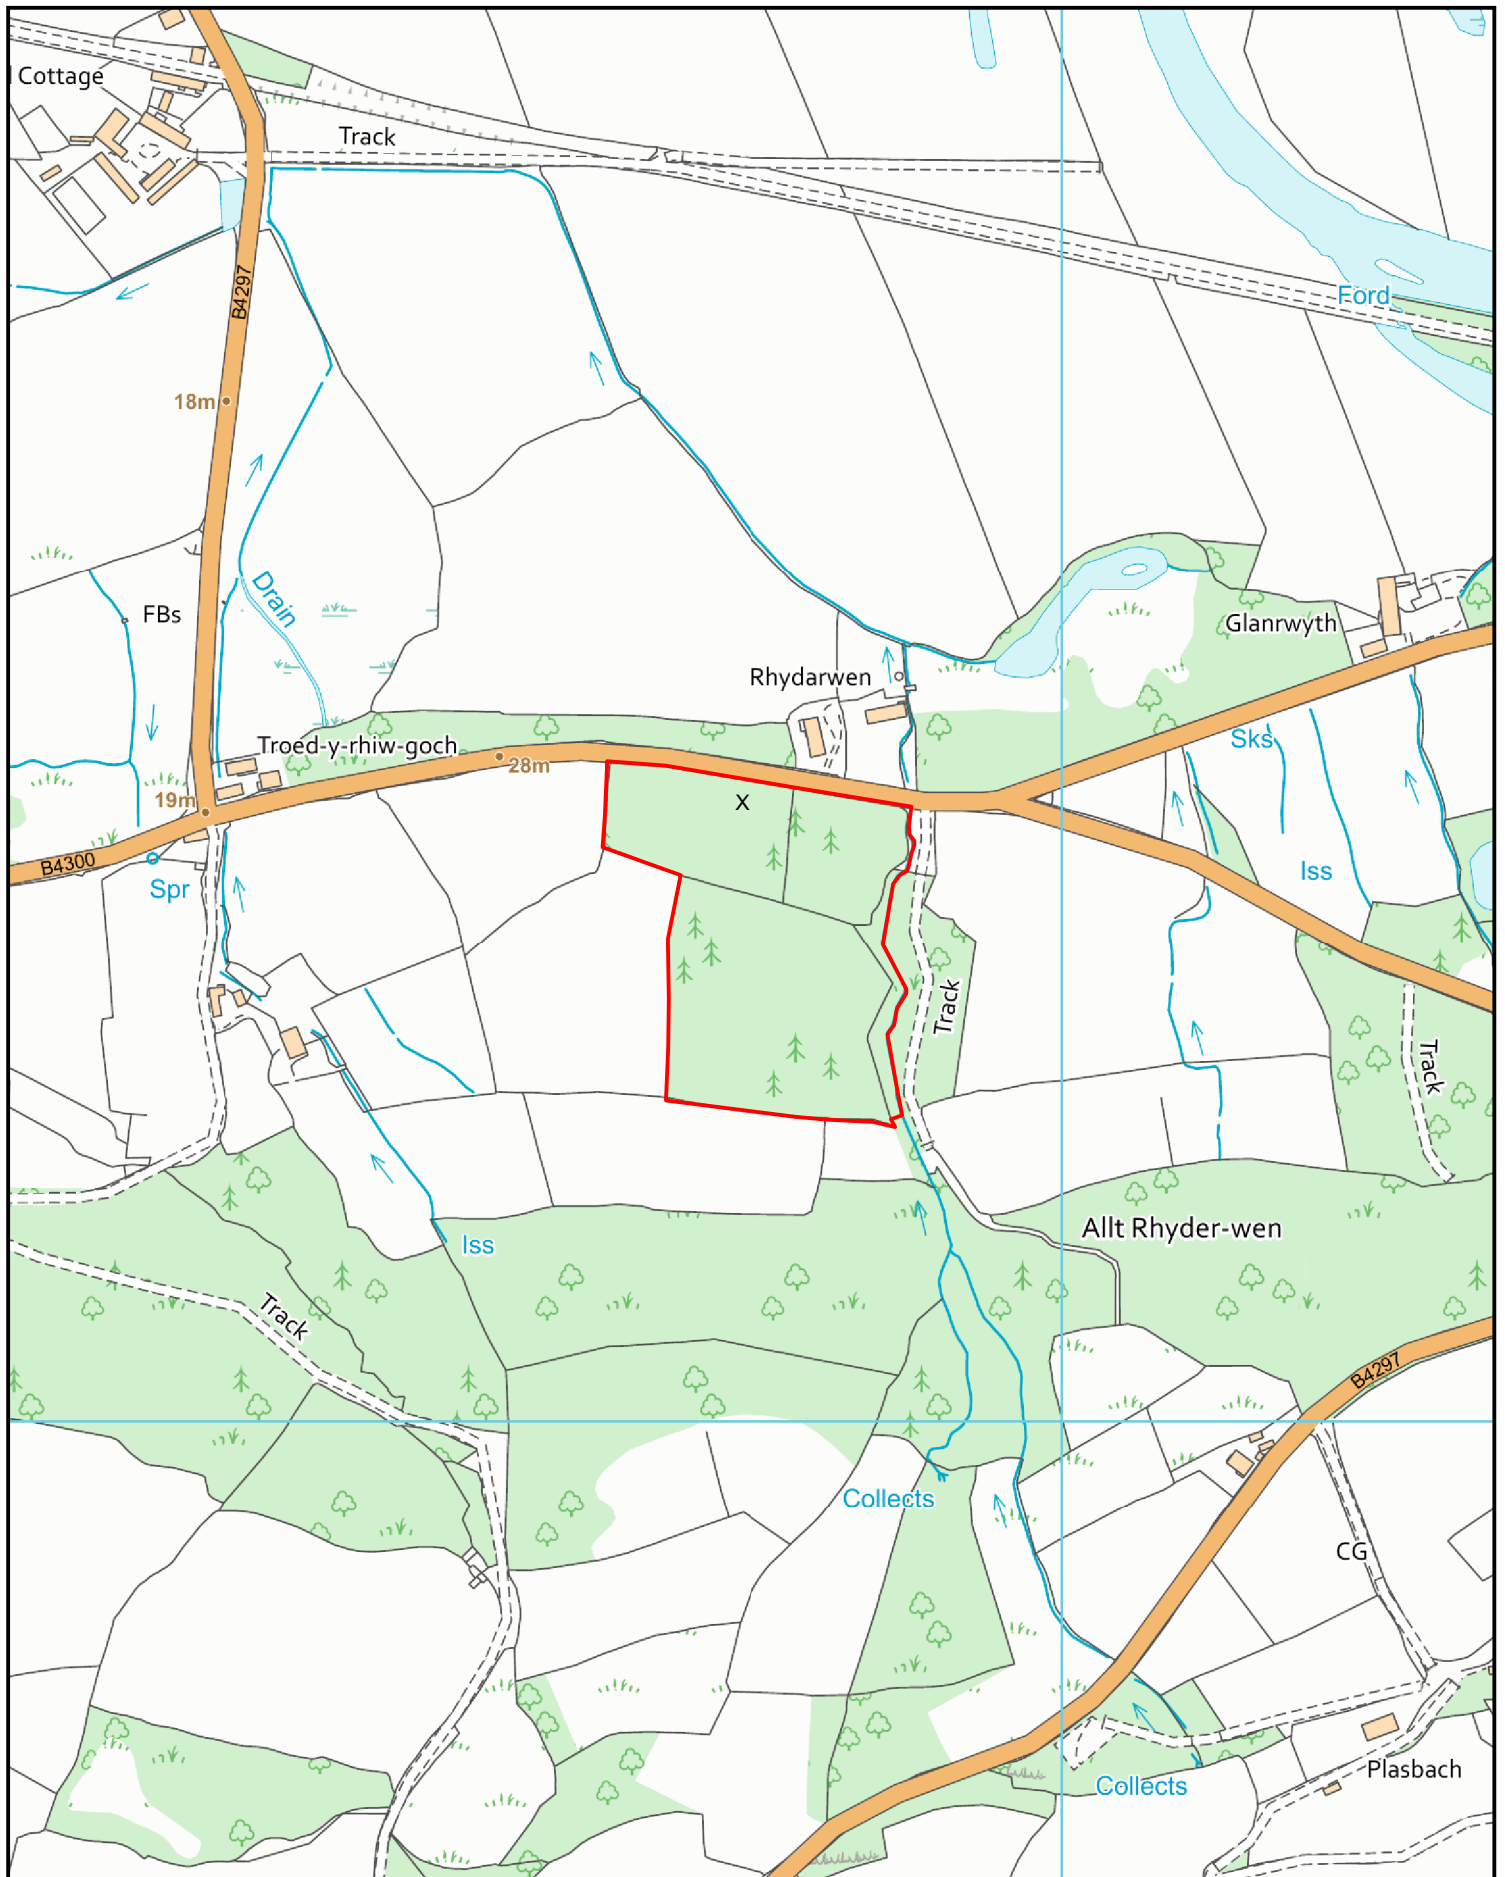 Cottage
Track
B4297
Ford
18m
Drain
FBs
Glanrwyth
Rhydarwen
Troed-y-rhiw-goch
28m
Sks
19m
X
B4300
Spr
Iss
Track
Track
Allt Rhyder-wen
Iss
Track
B4297
Collects
CG
Plasbach
Collects